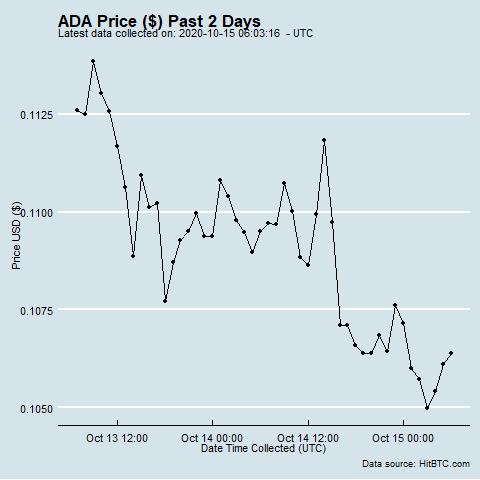 ADA Price ($) Past 2 Days
Latest data collected on: 2020-10-15 06:03:16 - UTC
0.1125
0.1100
0.1075
0.1050
Price USD ($)
Oct 13 12:00 Oct 14 00:00 Oct 14 12:00 Oct 15 00:00
Date Time Collected (UTC)
Data source: HitBTC.com